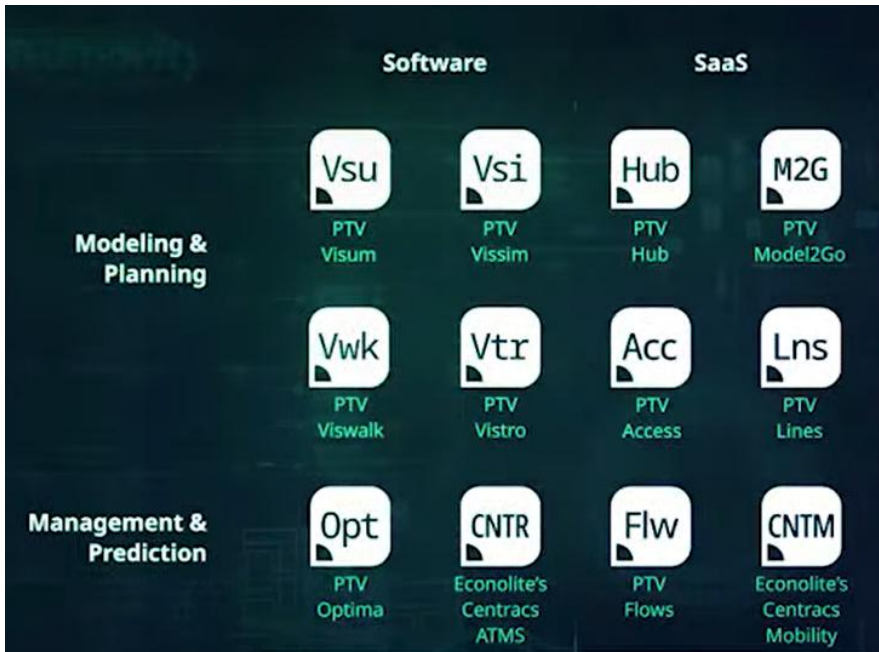 Software SaaS
Vsu Vsi Hub M2G
PTV PTV PTV PTV
Visum Vissim Hub Model2Go
Modeling &
Planning
Vwk Vtr Acc Lns
PTV PTV PTV PTV
Viswalk Vistro Access Lines
Opt CNTR Flw CNTM
Management &
Prediction
PTV Econolite's PTV Econolite's
Optima Centracs Flows Centracs
ATMS Mobility